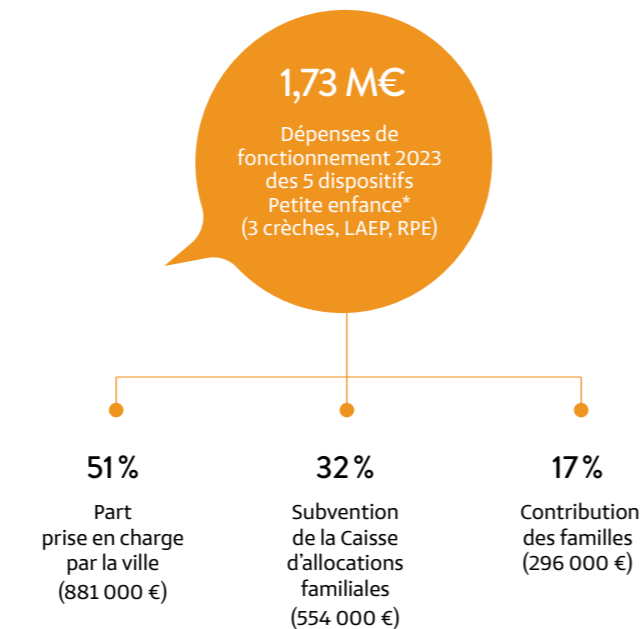 1,73 M€
Dépenses de
fonctionnement 2023
des 5 dispositifs
Petite enfance*
(3 crèches, LAEP, RPE)
51 %
Part
prise en charge
par la ville
(881 000 €)
32 %
Subvention
de la Caisse
d'allocations
familiales
(554 000 €)
17 %
Contribution
des familles
(296 000 €)